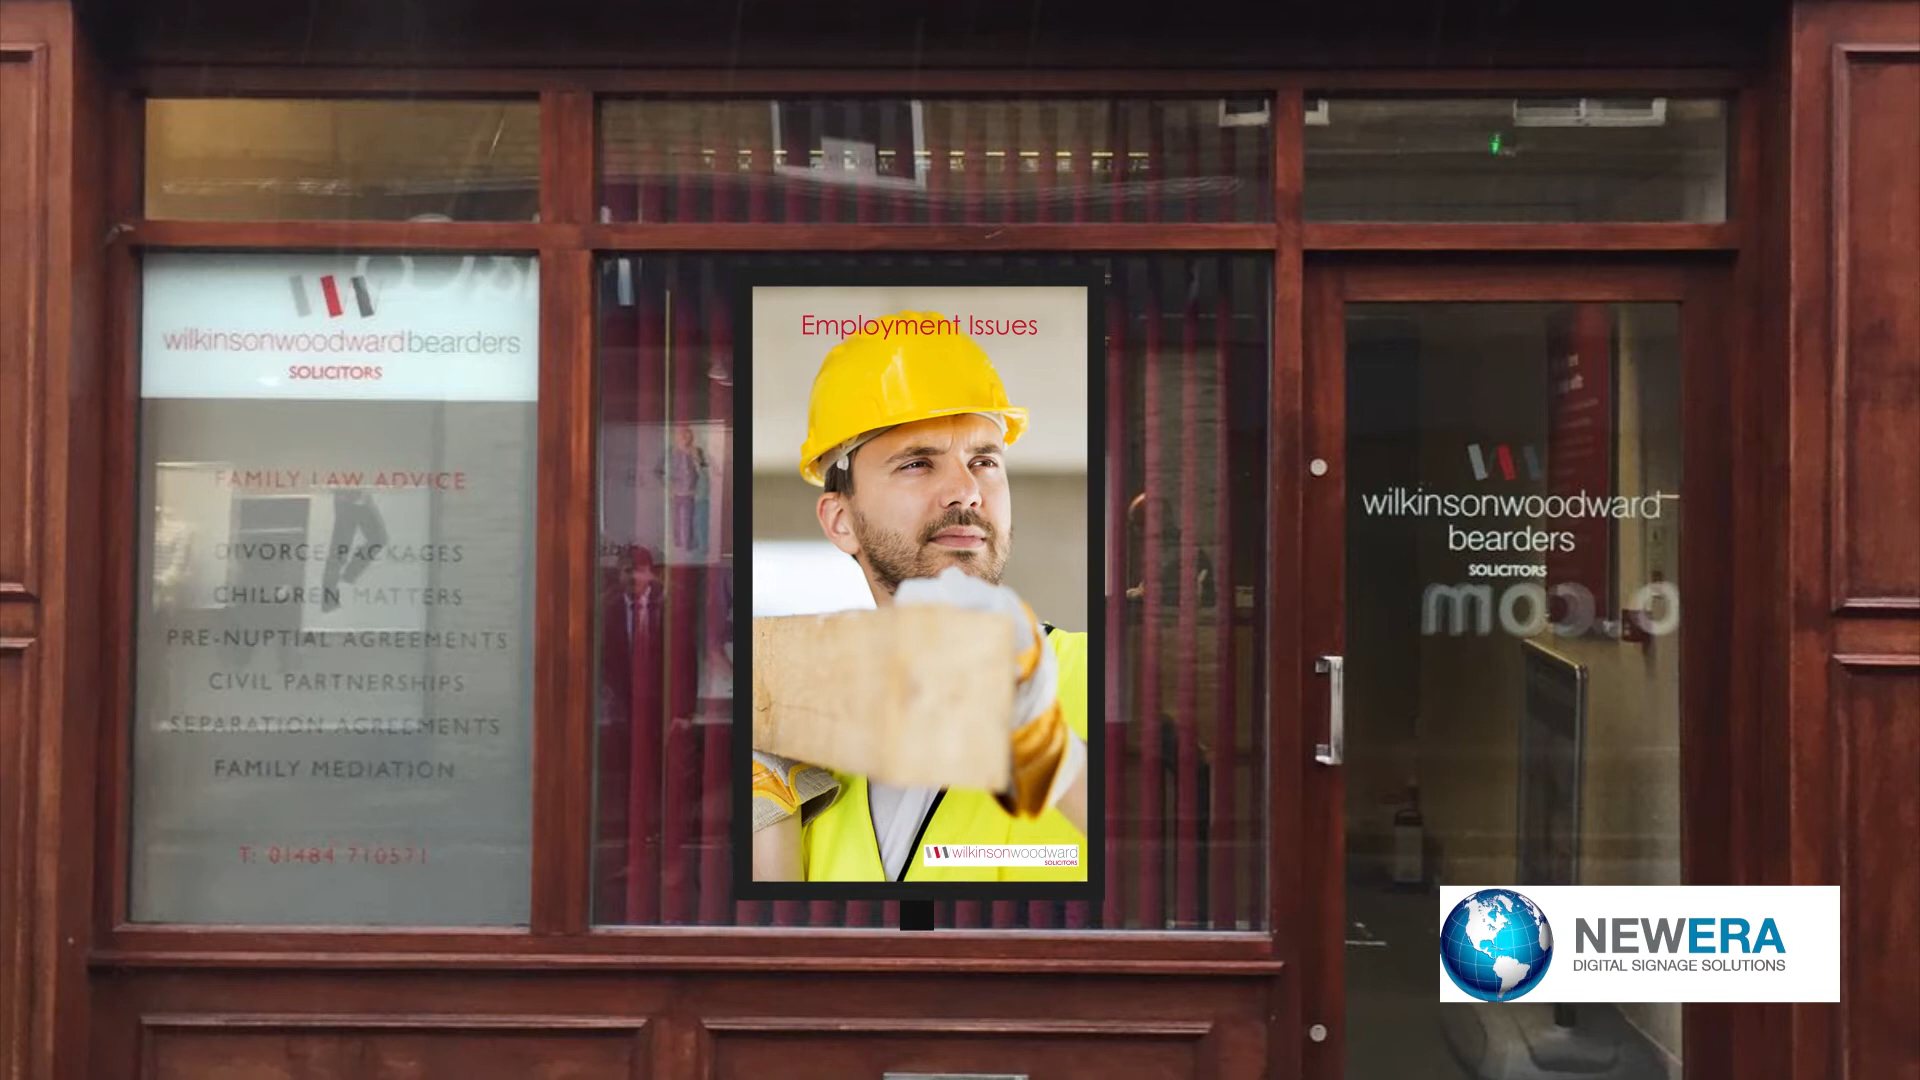 wilkinsonwoodwardbearders
SOLICITORS
FAMILY LAW ADVICE
DIVORCE PACKAGES
CHILDREN MATTERS
PRE-NUPTIAL AGREEMENTS
CIVIL PARTNERSHIPS
SEPARATION AGREEMENTS
FAMILY MEDIATION
T: 01484 710571
Employment Issues
wilkinsonwoodward
SOLICITORS
wilkinsonwoodward
bearders
SOLICITORS
o.com
NEWERA
DIGITAL SIGNAGE SOLUTIONS